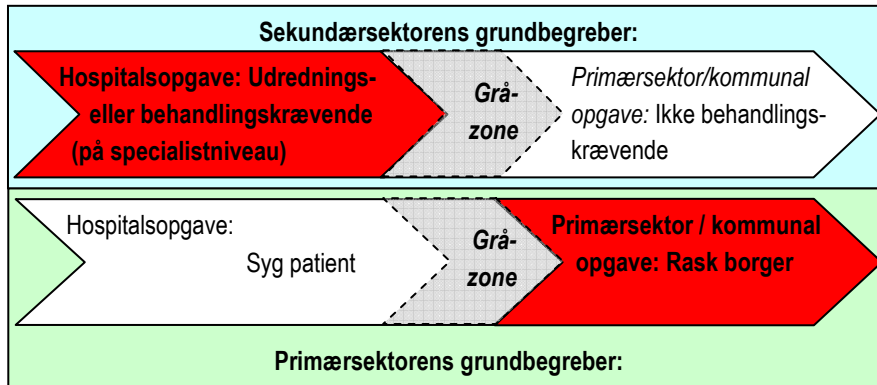 Sekundærsektorens grundbegreber:
Hospitalsopgave: Udrednings-
eller behandlingskrævende
(på specialistniveau)
Grå-
zone
Primærsektor/kommunal
opgave: Ikke behandlings-
krævende
Hospitalsopgave:
Syg patient
Grå-
zone
Primærsektor / kommunal
opgave: Rask borger
Primærsektorens grundbegreber: